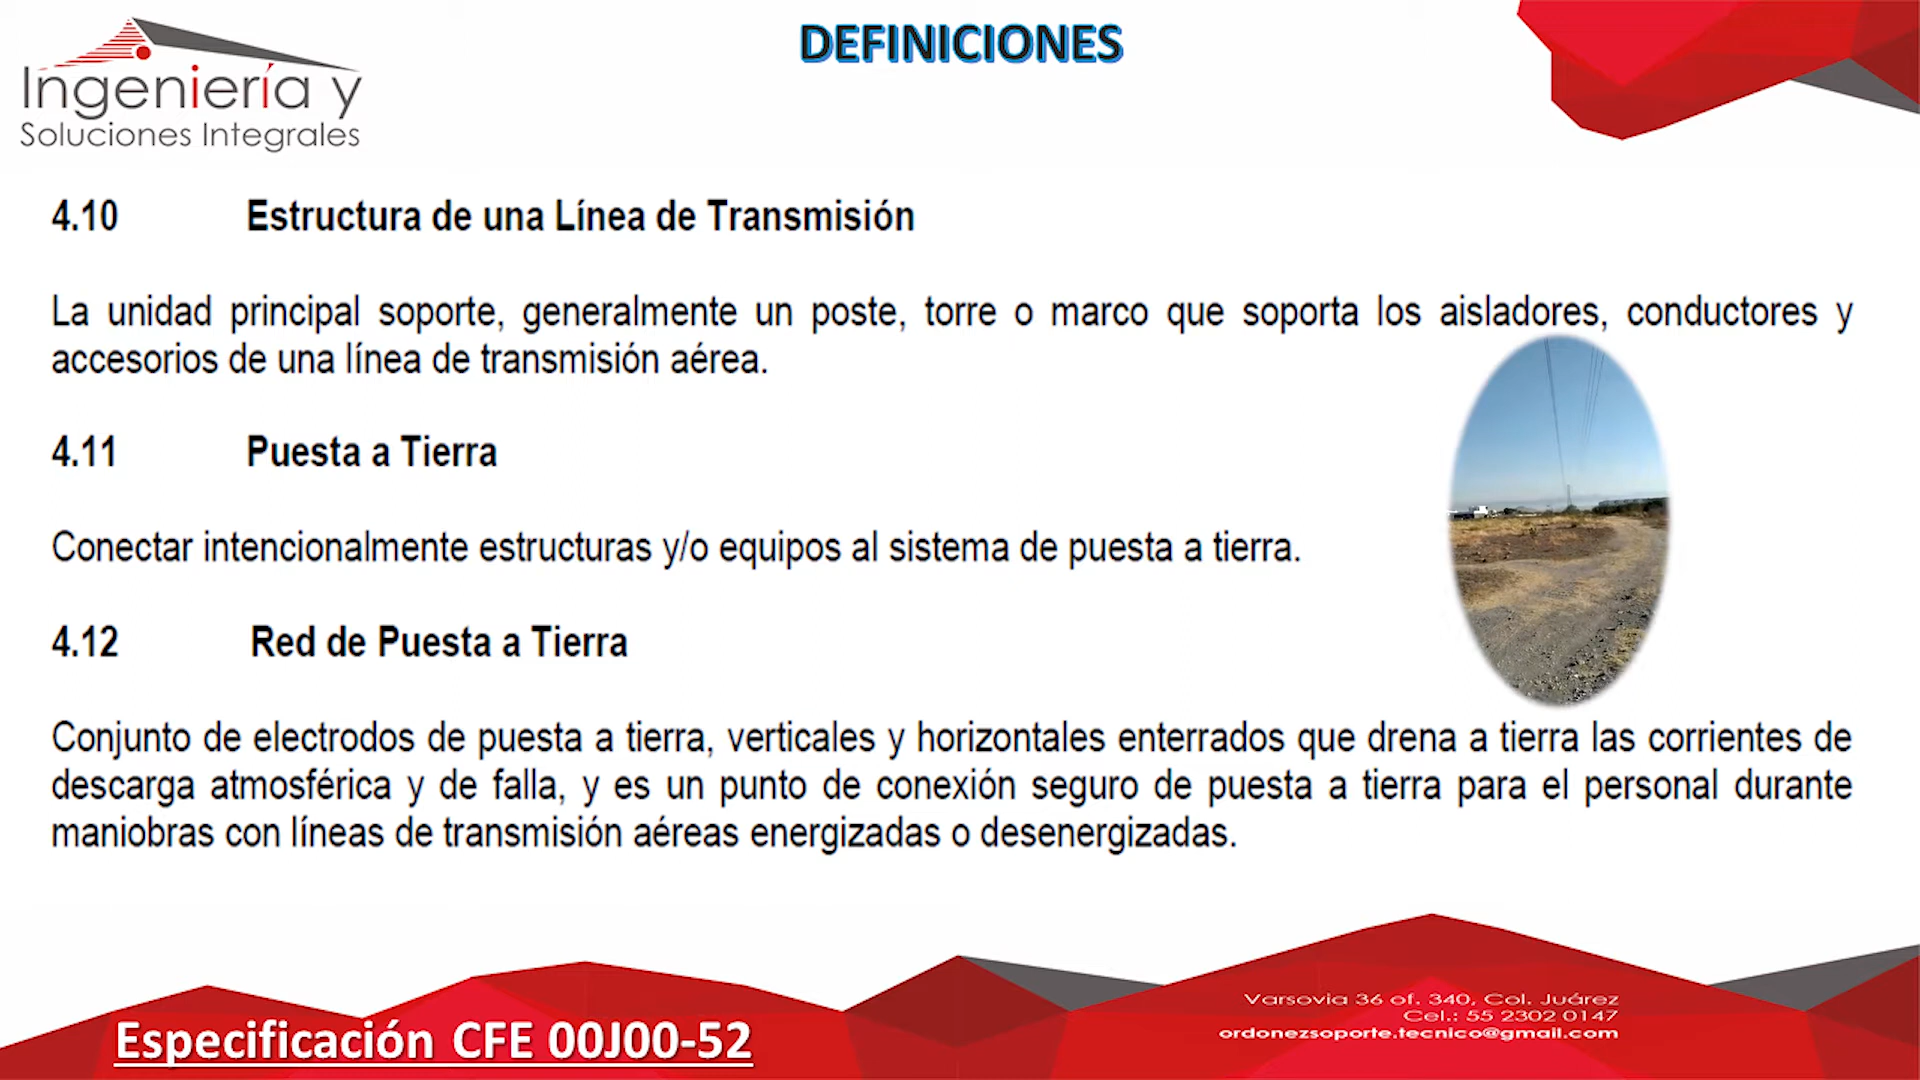 DEFINICIONES
Ingeniería y
Soluciones Integrales
4.10 Estructura de una Línea de Transmisión
La unidad principal soporte, generalmente un poste, torre o marco que soporta los aisladores, conductores y
accesorios de una línea de transmisión aérea.
4.11 Puesta a Tierra
Conectar intencionalmente estructuras y/o equipos al sistema de puesta a tierra.
4.12 Red de Puesta a Tierra
Conjunto de electrodos de puesta a tierra, verticales y horizontales enterrados que drena a tierra las corrientes de
descarga atmosférica y de falla, y es un punto de conexión seguro de puesta a tierra para el personal durante
maniobras con líneas de transmisión aéreas energizadas o desenergizadas.
Varsovia 36 of. 340, Col. Juárez
Cel.: 55 2302 0147
ordonezsoporte.tecnico@gmail.com
Especificación CFE 00J00-52